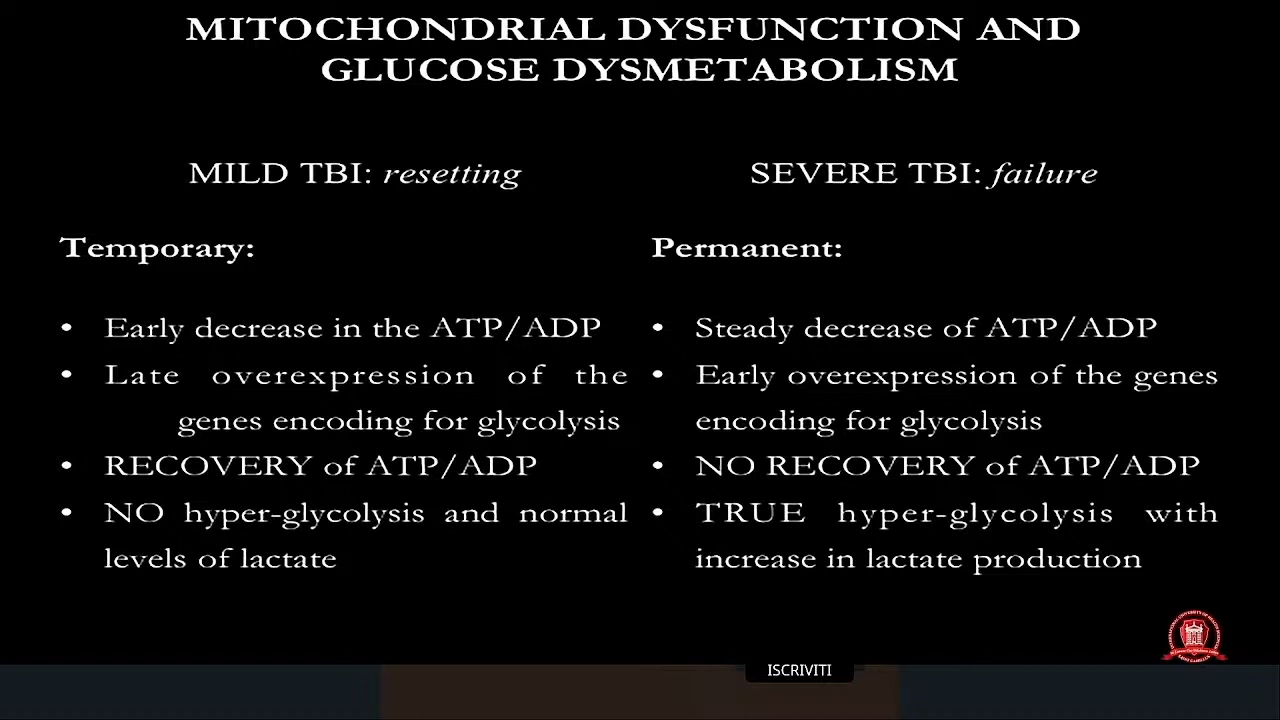 MITOCHONDRIAL DYSFUNCTION AND
GLUCOSE DYSMETABOLISM
MILD TBI: resetting
Temporary:
• Early decrease in the ATP/ADP
• Late overexpression of the
genes encoding for glycolysis
• RECOVERY of ATP/ADP
• NO hyper-glycolysis and normal
levels of lactate
SEVERE TBI: failure
Permanent:
• Steady decrease of ATP/ADP
• Early overexpression of the genes
encoding for glycolysis
• NO RECOVERY of ATP/ADP
• TRUE hyper-glycolysis with
increase in lactate production
ISCRIVITI